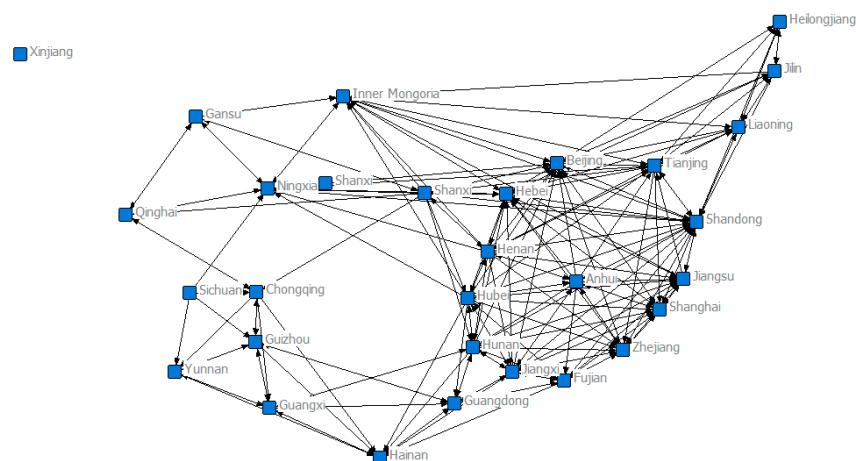 Heilongjiang
Xinjiang
Jilin
Inner Mongoria
Gansu
Liaoning
Beijing
Tianjing
Shanxi
Ningxia
Shanxi
Hebei
Qinghai
Shandong
Henan
Jiangsu
Anhui
Sichuan
Chongqing
Hubei
Shanghai
Guizhou
Hunan
Zhejiang
Yunnan
Jiangxi
Fujian
Guangxi
Guangdong
Hainan